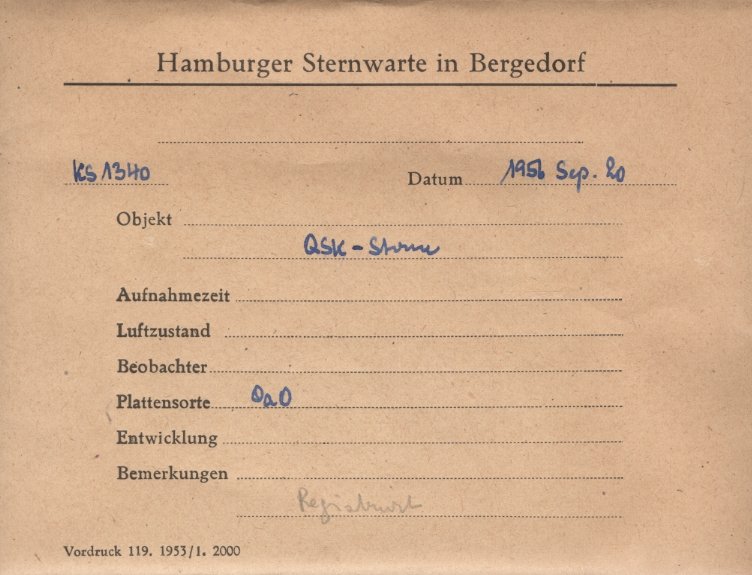 Hamburger Sternwarte in Bergedorf
KS 1340 Datum 1956 Sep. 20
Objekt
QSK - Sterne
Aufnahmezeit
Luftzustand
Beobachter
Plattensorte OaO
Entwicklung
Bemerkungen
Registriert
Vordruck 119. 1953/1. 2000